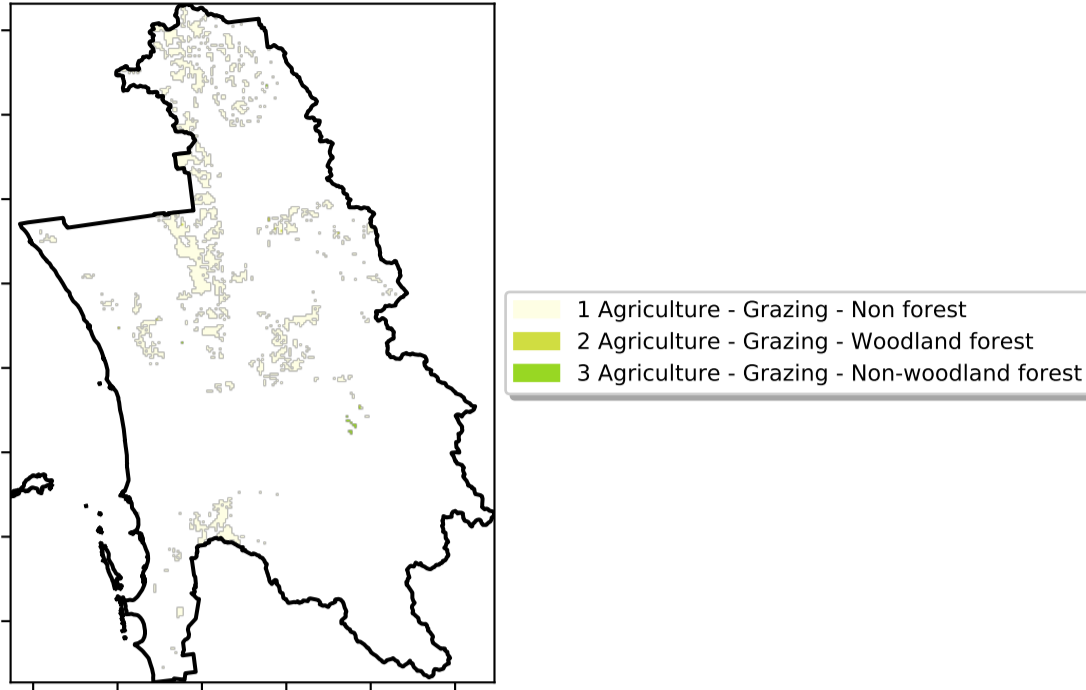 1 Agriculture - Grazing - Non forest
2 Agriculture - Grazing - Woodland forest
3 Agriculture - Grazing - Non-woodland forest